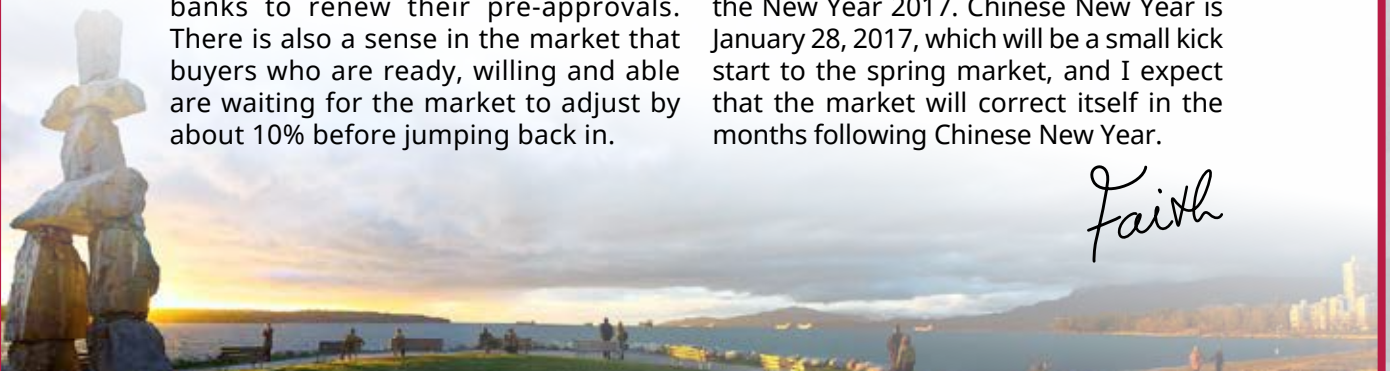 banks to renew their pre-approvals.
There is also a sense in the market that
buyers who are ready, willing and able
are waiting for the market to adjust by
about 10% before jumping back in.
the New Year 2017. Chinese New Year is
January 28, 2017, which will be a small kick
start to the spring market, and I expect
that the market will correct itself in the
months following Chinese New Year.
Faith